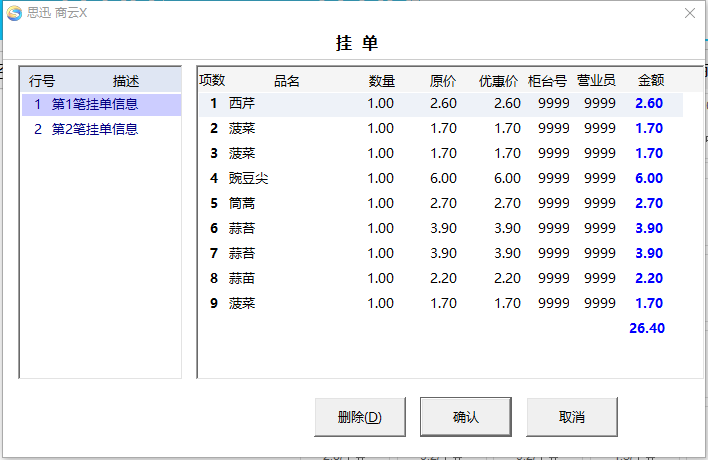 思迅 商云X
挂 单
行号 描述
1 第1笔挂单信息
2 第2笔挂单信息
项数 品名 数量 原价 优惠价 柜台号 营业员 金额
1 西芹 1.00 2.60 2.60 9999 9999 2.60
2 菠菜 1.00 1.70 1.70 9999 9999 1.70
3 菠菜 1.00 1.70 1.70 9999 9999 1.70
4 豌豆尖 1.00 6.00 6.00 9999 9999 6.00
5 筒蒿 1.00 2.70 2.70 9999 9999 2.70
6 蒜苔 1.00 3.90 3.90 9999 9999 3.90
7 蒜苔 1.00 3.90 3.90 9999 9999 3.90
8 蒜苗 1.00 2.20 2.20 9999 9999 2.20
9 菠菜 1.00 1.70 1.70 9999 9999 1.70
26.40
删除(D) 确认 取消